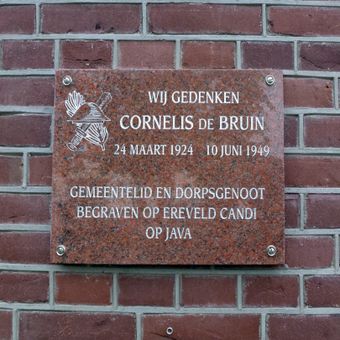 WIJ GEDENKEN
CORNELIS DE BRUIN
24 MAART 1924 10 JUNI 1949
GEMEENTELID EN DORPSGENOOT
BEGRAVEN OP EREVELD CANDI
OP JAVA